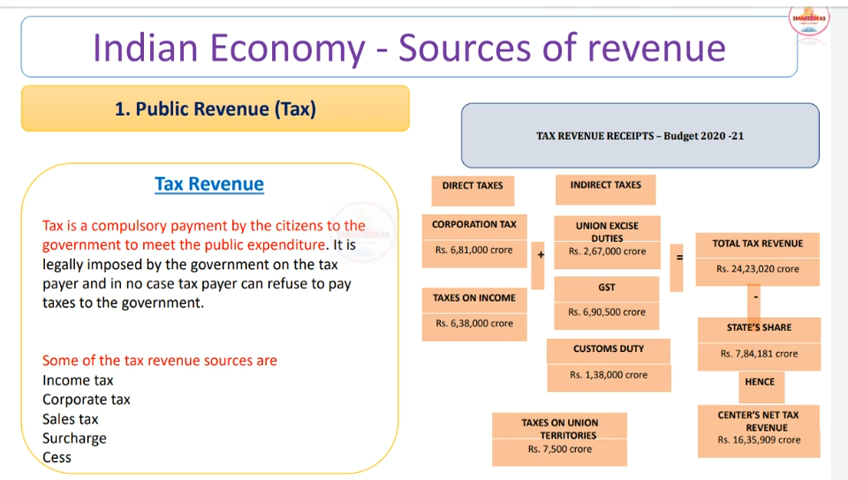 SMART IDEAS
Indian Economy - Sources of revenue
1. Public Revenue (Tax)
Tax Revenue
Tax is a compulsory payment by the citizens to the
government to meet the public expenditure. It is
legally imposed by the government on the tax
payer and in no case tax payer can refuse to pay
taxes to the government.
Some of the tax revenue sources are
Income tax
Corporate tax
Sales tax
Surcharge
Cess
TAX REVENUE RECEIPTS – Budget 2020 -21
DIRECT TAXES
CORPORATION TAX
Rs. 6,81,000 crore
TAXES ON INCOME
Rs. 6,38,000 crore
+
INDIRECT TAXES
UNION EXCISE
DUTIES
Rs. 2,67,000 crore
GST
Rs. 6,90,500 crore
CUSTOMS DUTY
Rs. 1,38,000 crore
TAXES ON UNION
TERRITORIES
Rs. 7,500 crore
=
TOTAL TAX REVENUE
Rs. 24,23,020 crore
-
STATE'S SHARE
Rs. 7,84,181 crore
HENCE
CENTER'S NET TAX
REVENUE
Rs. 16,35,909 crore